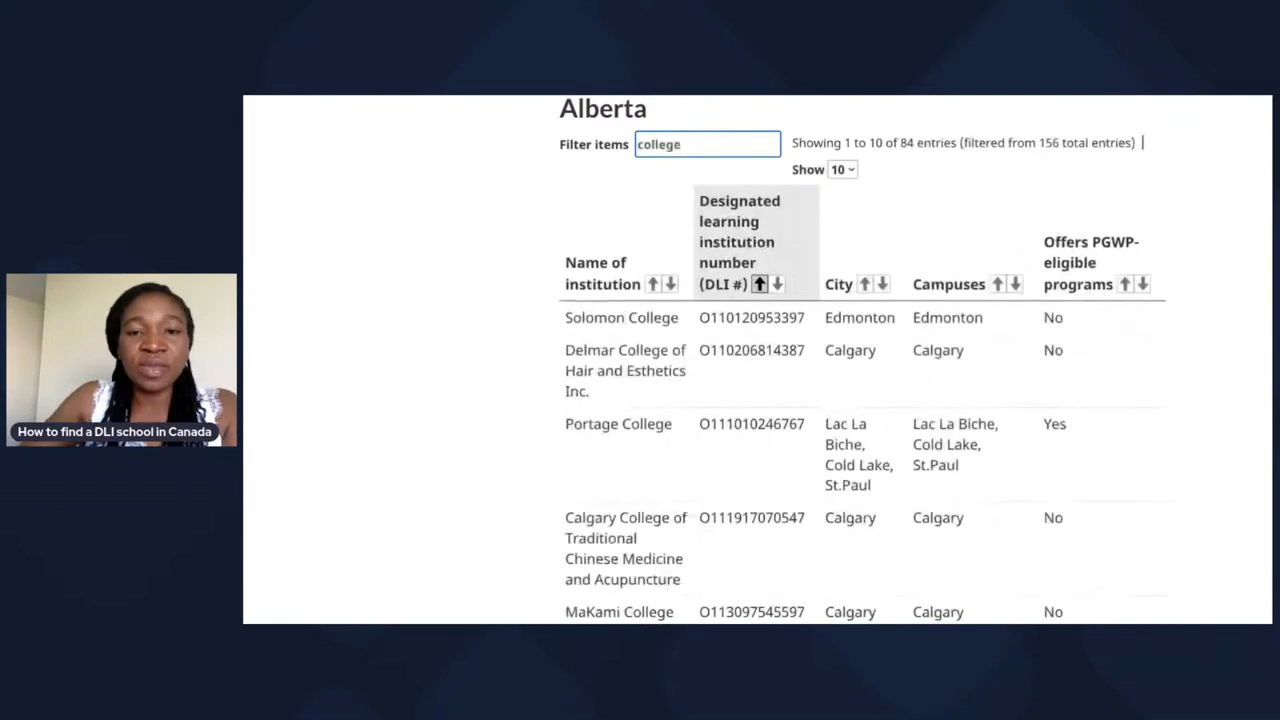 Alberta
Filter items college Showing 1 to 10 of 84 entries (filtered from 156 total entries) |
Show 10
Designated
learning
institution
number
(DLI #)
Name of
institution
City
Campuses
Offers PGWP-
eligible
programs
Solomon College O110120953397 Edmonton Edmonton No
Delmar College of O110206814387 Calgary Calgary No
Hair and Esthetics
Inc.
Portage College O111010246767 Lac La Lac La Biche, Yes
Biche, Cold Lake,
Cold Lake, St.Paul
St.Paul
Calgary College of O111917070547 Calgary Calgary No
Traditional
Chinese Medicine
and Acupuncture
MaKami College O113097545597 Calgary Calgary No
How to find a DLI school in Canada